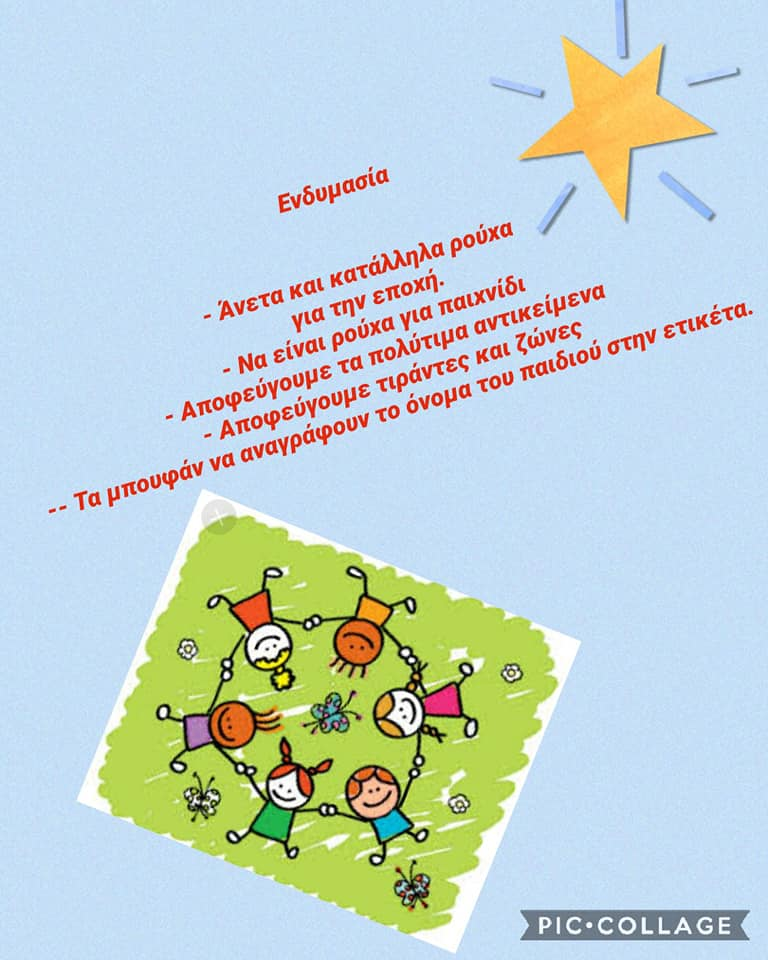 Ενδυμασία
- Άνετα και κατάλληλα ρούχα
για την εποχή.
- Να είναι ρούχα για παιχνίδι
- Αποφεύγουμε τα πολύτιμα αντικείμενα
- Αποφεύγουμε τιράντες και ζώνες
-- Τα μπουφάν να αναγράφουν το όνομα του παιδιού στην ετικέτα.
PIC•COLLAGE